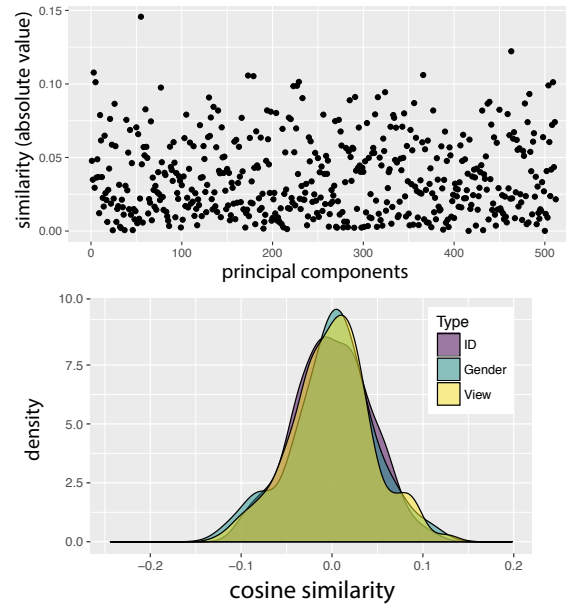 0.15
0.10
0.05
0.00
similarity (absolute value)
0 100 200 300 400 500
principal components
10.0
7.5
5.0
2.5
0.0
density
Type
ID
Gender
View
−0.2 −0.1 0.0 0.1 0.2
cosine similarity